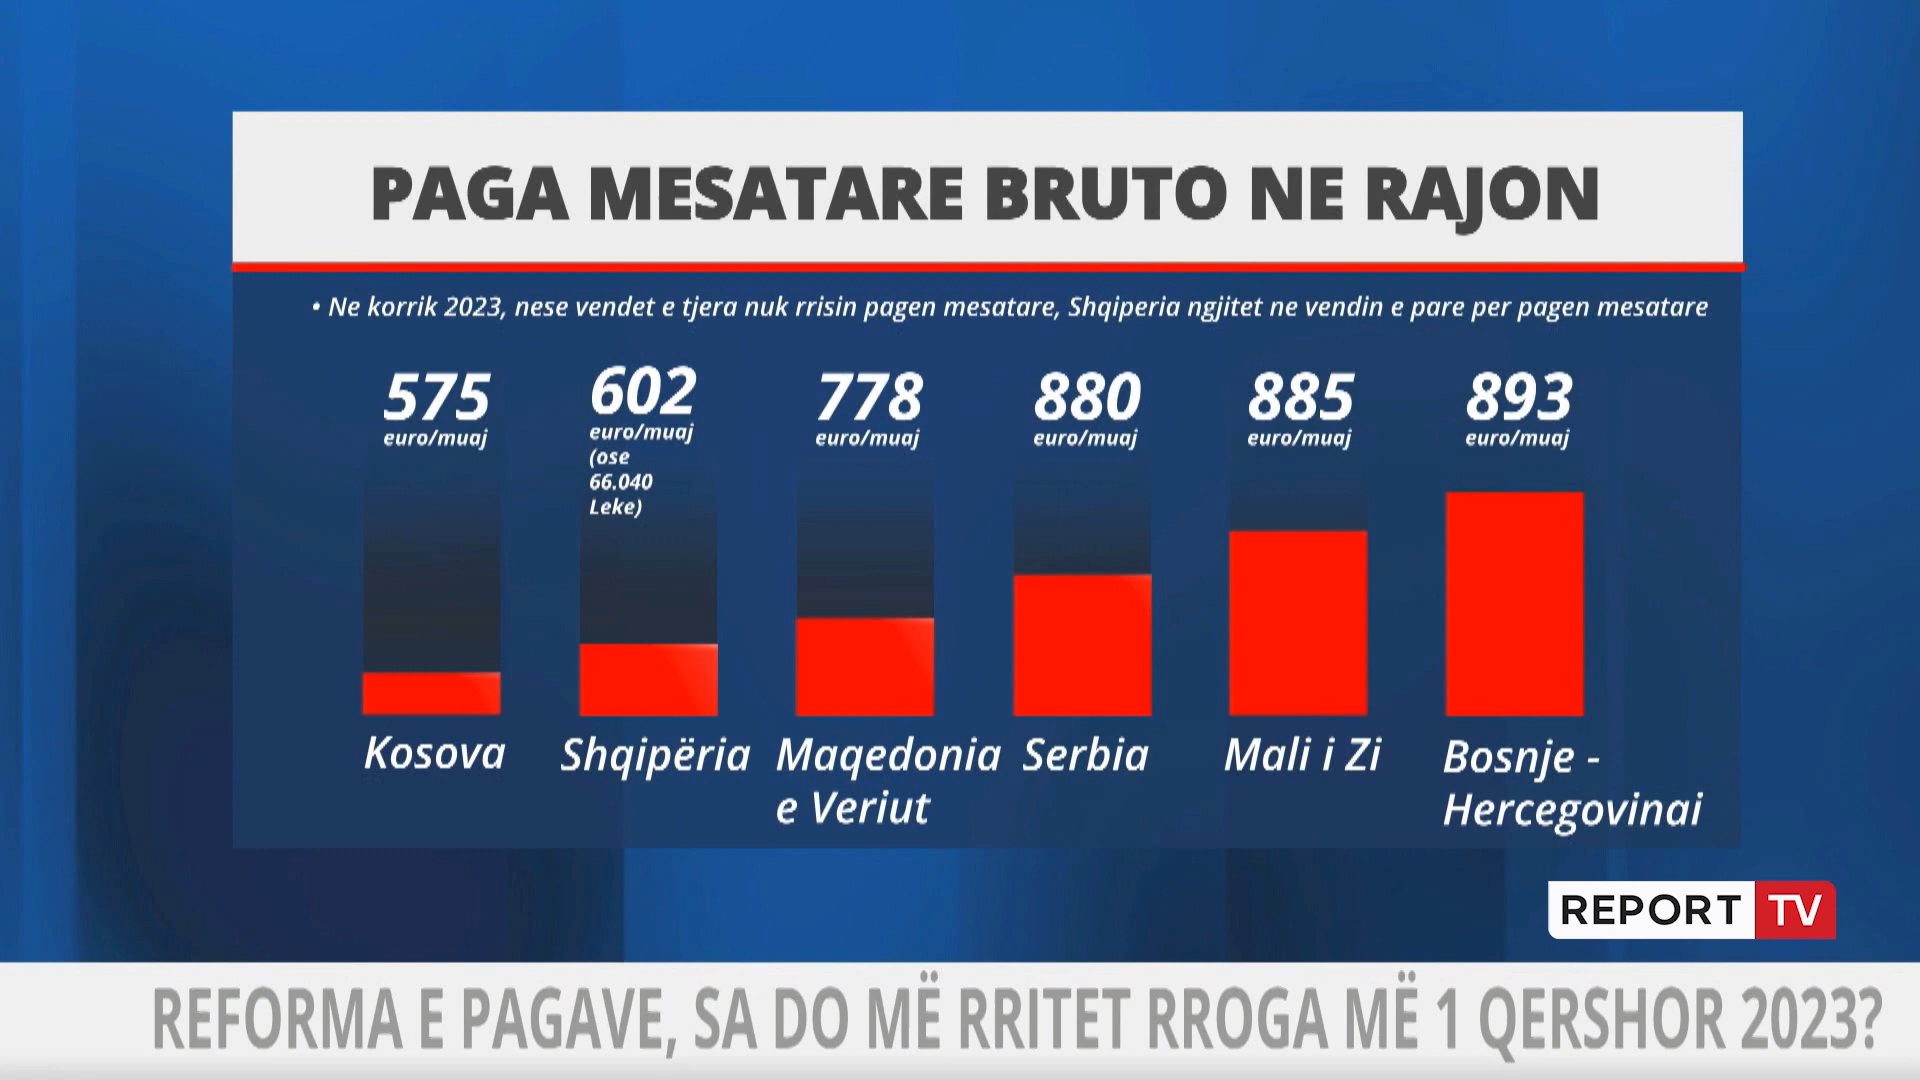 PAGA MESATARE BRUTO NE RAJON
• Ne korrik 2023, nese vendet e tjera nuk rrisin pagen mesatare, Shqiperia ngjitet ne vendin e pare per pagen mesatare
575
euro/muaj
602
euro/muaj
(ose
66.040
Leke)
778
euro/muaj
880
euro/muaj
885
euro/muaj
893
euro/muaj
Kosova
Shqipëria
Maqedonia
e Veriut
Serbia
Mali i Zi
Bosnje -
Hercegovinai
REPORT TV
REFORMA E PAGAVE, SA DO MË RRITET RROGA MË 1 QERSHOR 2023?